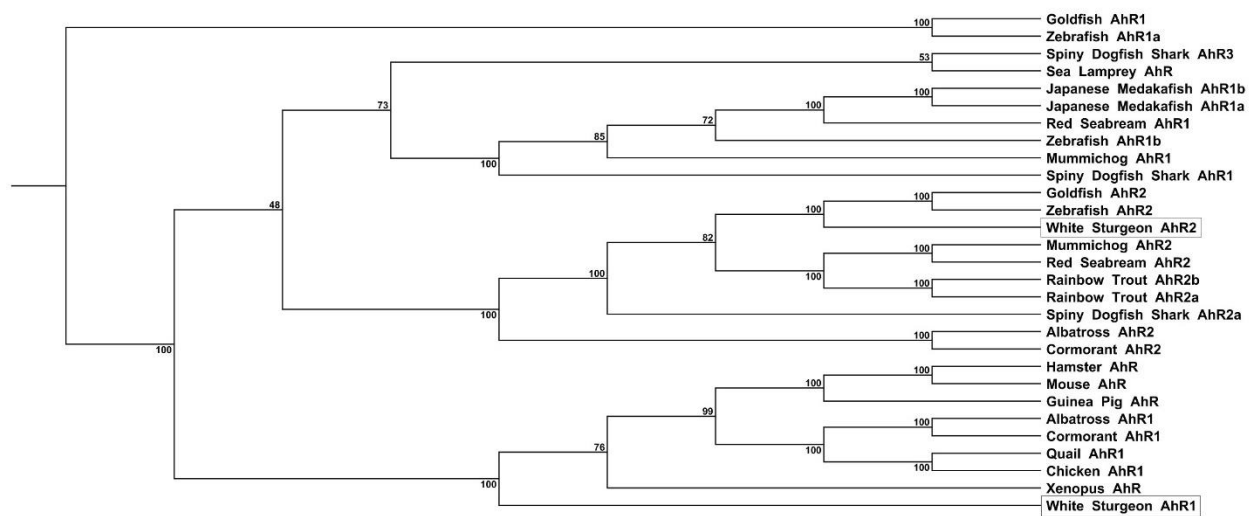 100
Goldfish AhR1
Zebrafish AhR1a
53
Spiny Dogfish Shark AhR3
Sea Lamprey AhR
73
100
Japanese Medakafish AhR1b
Japanese Medakafish AhR1a
100
Red Seabream AhR1
72
Zebrafish AhR1b
85
Mummichog AhR1
100
Spiny Dogfish Shark AhR1
48
100
Goldfish AhR2
Zebrafish AhR2
100
White Sturgeon AhR2
82
100
Mummichog AhR2
Red Seabream AhR2
100
100
Rainbow Trout AhR2b
Rainbow Trout AhR2a
100
Spiny Dogfish Shark AhR2a
100
100
Albatross AhR2
Cormorant AhR2
100
100
Hamster AhR
Mouse AhR
100
Guinea Pig AhR
99
100
Albatross AhR1
Cormorant AhR1
100
100
Quail AhR1
Chicken AhR1
76
Xenopus AhR
100
White Sturgeon AhR1